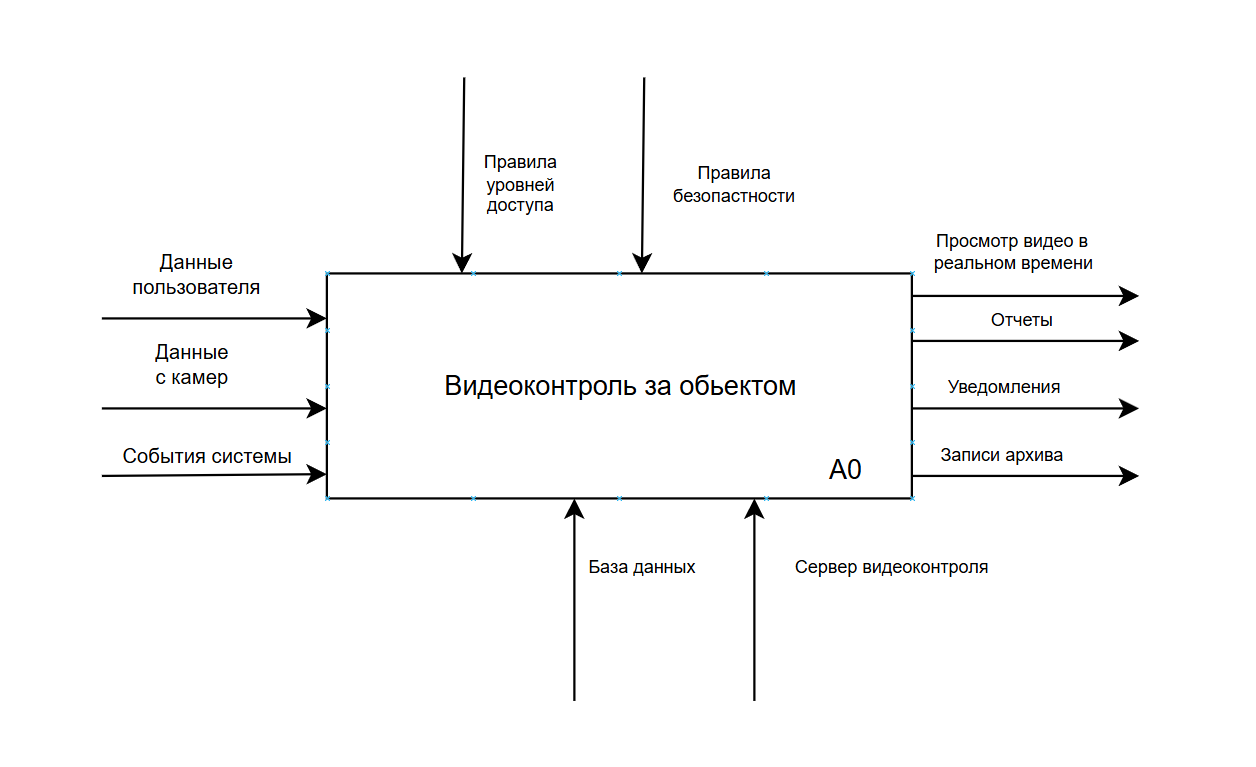 Правила
уровней
доступа
Правила
безопастности
Данные
пользователя
Данные
с камер
События системы
Видеоконтроль за обьектом
A0
Просмотр видео в
реальном времени
Отчеты
Уведомления
Записи архива
База данных
Сервер видеоконтроля